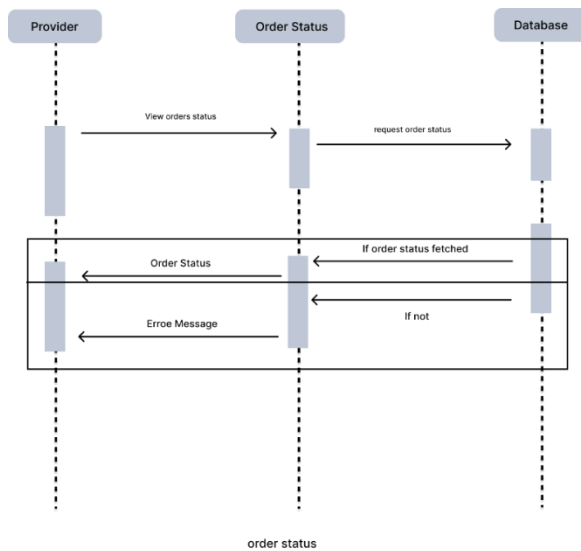 Provider
Order Status
Database
View orders status
request order status
If order status fetched
Order Status
If not
Erroe Message
order status